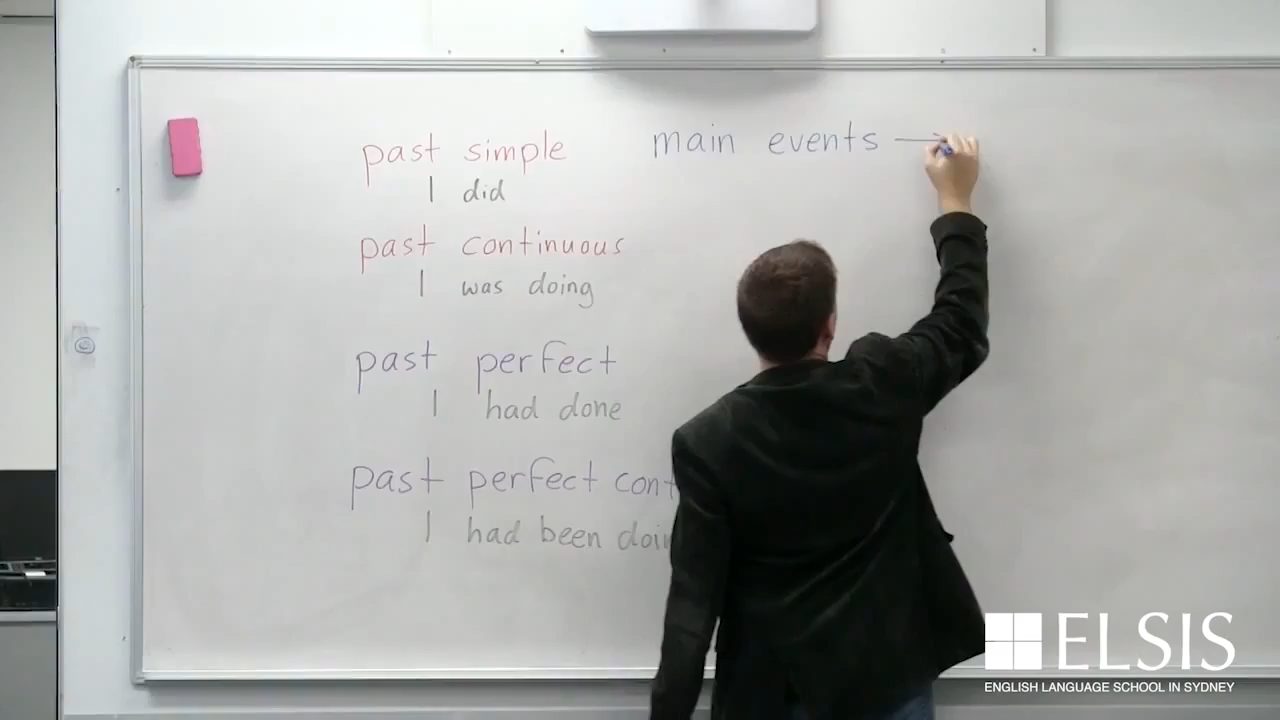 past simple main events →
I did
past continuous
I was doing
past perfect
I had done
past perfect
I had been
ELSIS
ENGLISH LANGUAGE SCHOOL IN SYDNEY